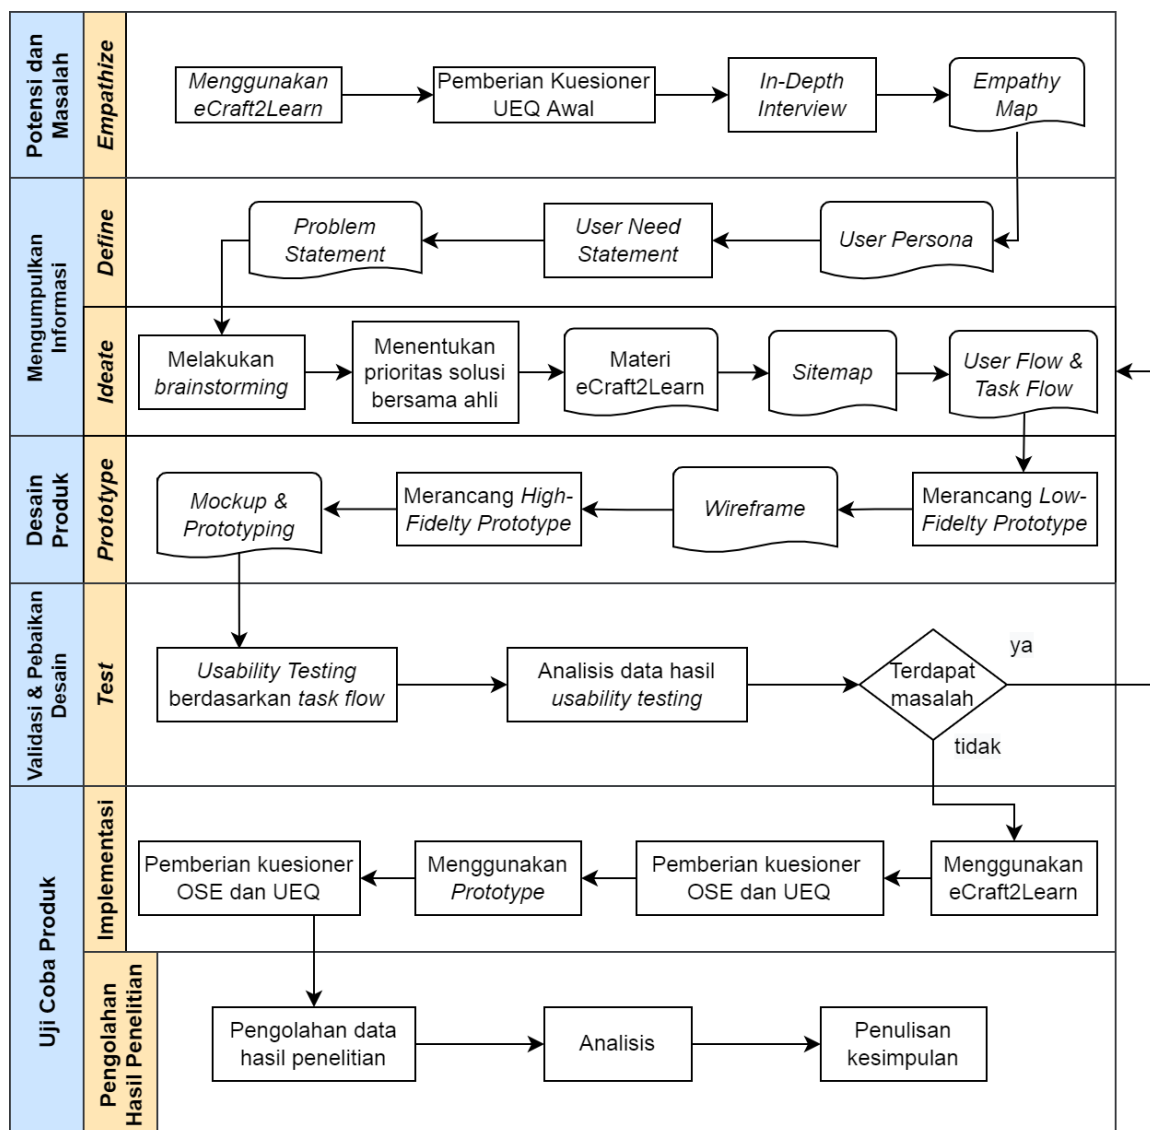 Potensi dan
Masalah
Empathize
Menggunakan
eCraft2Learn
Pemberian Kuesioner
UEQ Awal
In-Depth
Interview
Empathy
Map
Mengumpulkan
Informasi
Define
Problem
Statement
User Need
Statement
User Persona
Ideate
Melakukan
brainstorming
Menentukan
prioritas solusi
bersama ahli
Materi
eCraft2Learn
Sitemap
User Flow &
Task Flow
Desain
Produk
Prototype
Mockup &
Prototyping
Merancang High-
Fidelty Prototype
Wireframe
Merancang Low-
Fidelty Prototype
Validasi & Pebaikan
Desain
Test
Usability Testing
berdasarkan task flow
Analisis data hasil
usability testing
Terdapat
masalah
ya
tidak
Uji Coba Produk
Implementasi
Pemberian kuesioner
OSE dan UEQ
Menggunakan
Prototype
Pemberian kuesioner
OSE dan UEQ
Menggunakan
eCraft2Learn
Pengolahan
Hasil Penelitian
Pengolahan data
hasil penelitian
Analisis
Penulisan
kesimpulan